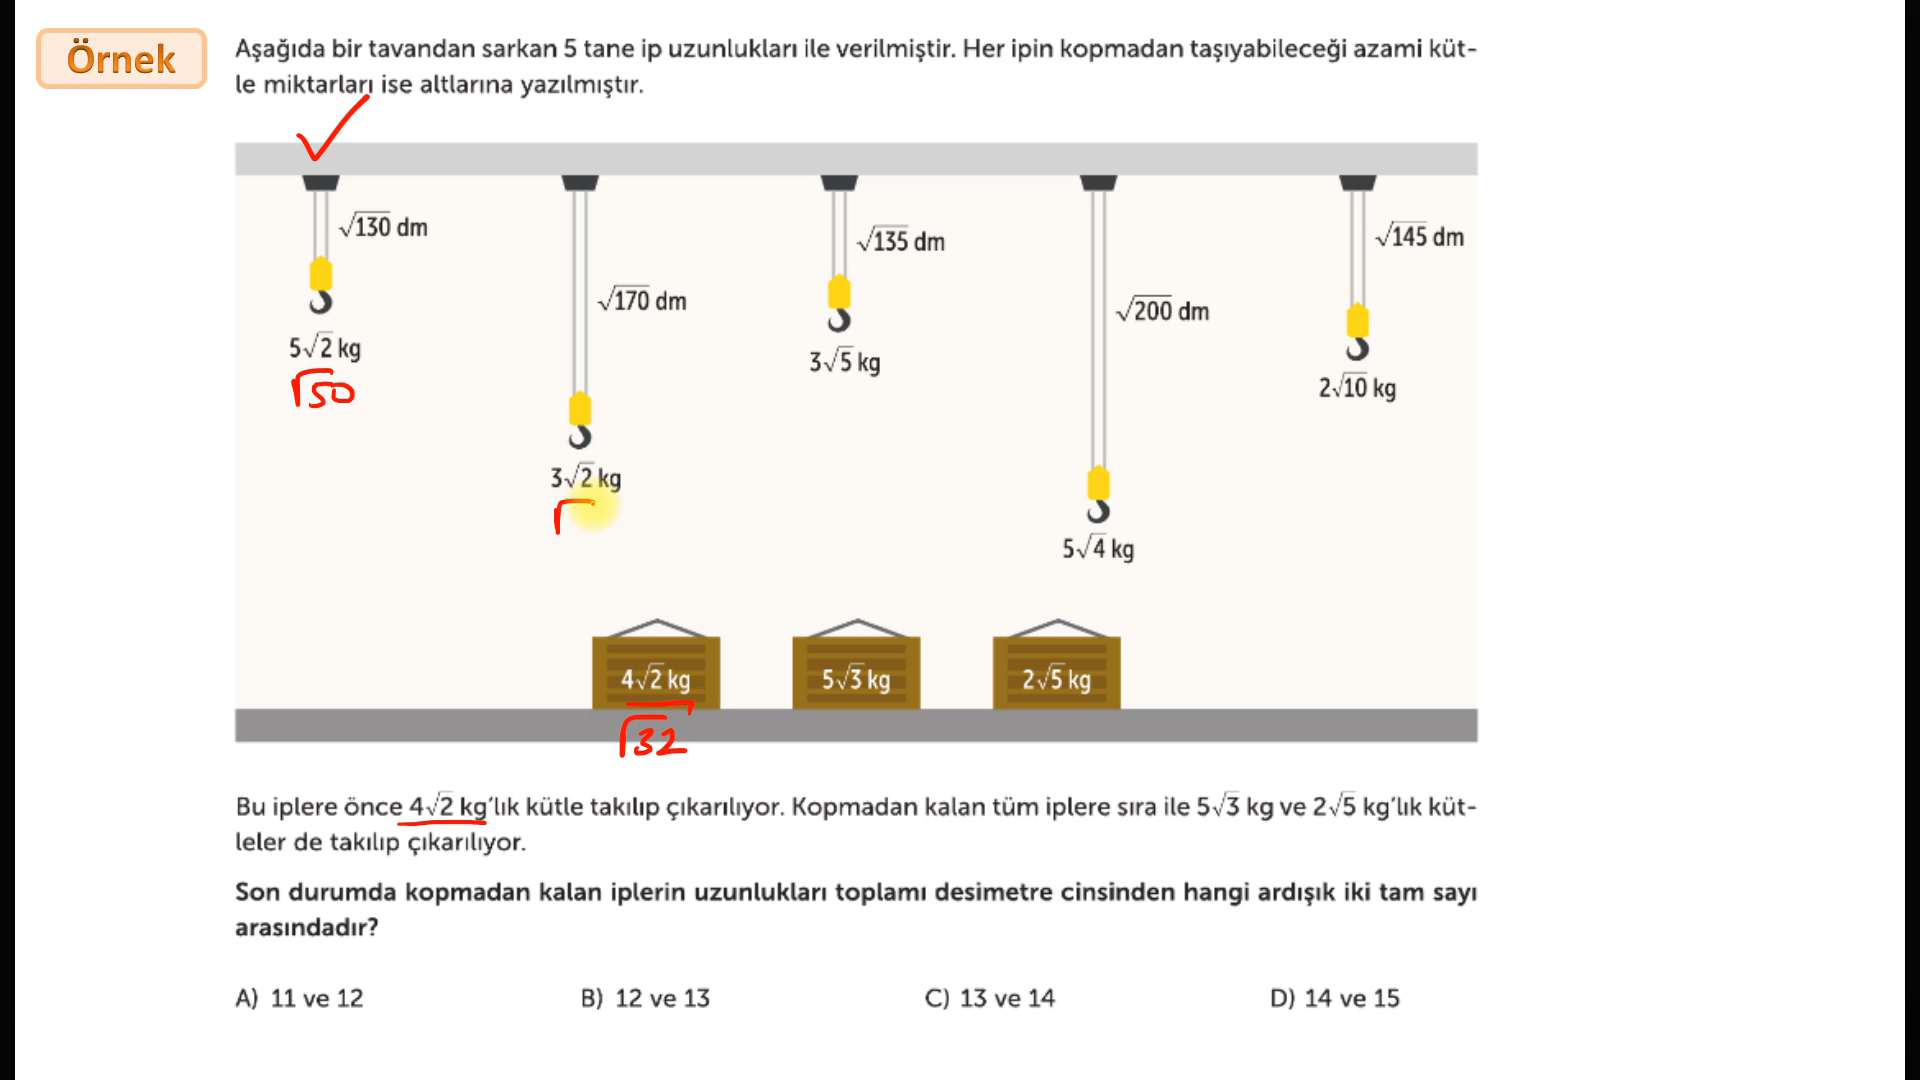 Örnek
Aşağıda bir tavandan sarkan 5 tane ip uzunlukları ile verilmiştir. Her ipin kopmadan taşıyabileceği azami küt-
le miktarları ise altlarına yazılmıştır.
√130 dm
√170 dm
√135 dm
√200 dm
√145 dm
5√2 kg
√50
3√2 kg
√
3√5 kg
5√4 kg
2√10 kg
4√2 kg
5√3 kg
2√5 kg
√32
Bu iplere önce 4√2 kg'lık kütle takılıp çıkarılıyor. Kopmadan kalan tüm iplere sıra ile 5√3 kg ve 2√5 kg'lık küt-
leler de takılıp çıkarılıyor.
Son durumda kopmadan kalan iplerin uzunlukları toplamı desimetre cinsinden hangi ardışık iki tam sayı
arasındadır?
A) 11 ve 12
B) 12 ve 13
C) 13 ve 14
D) 14 ve 15